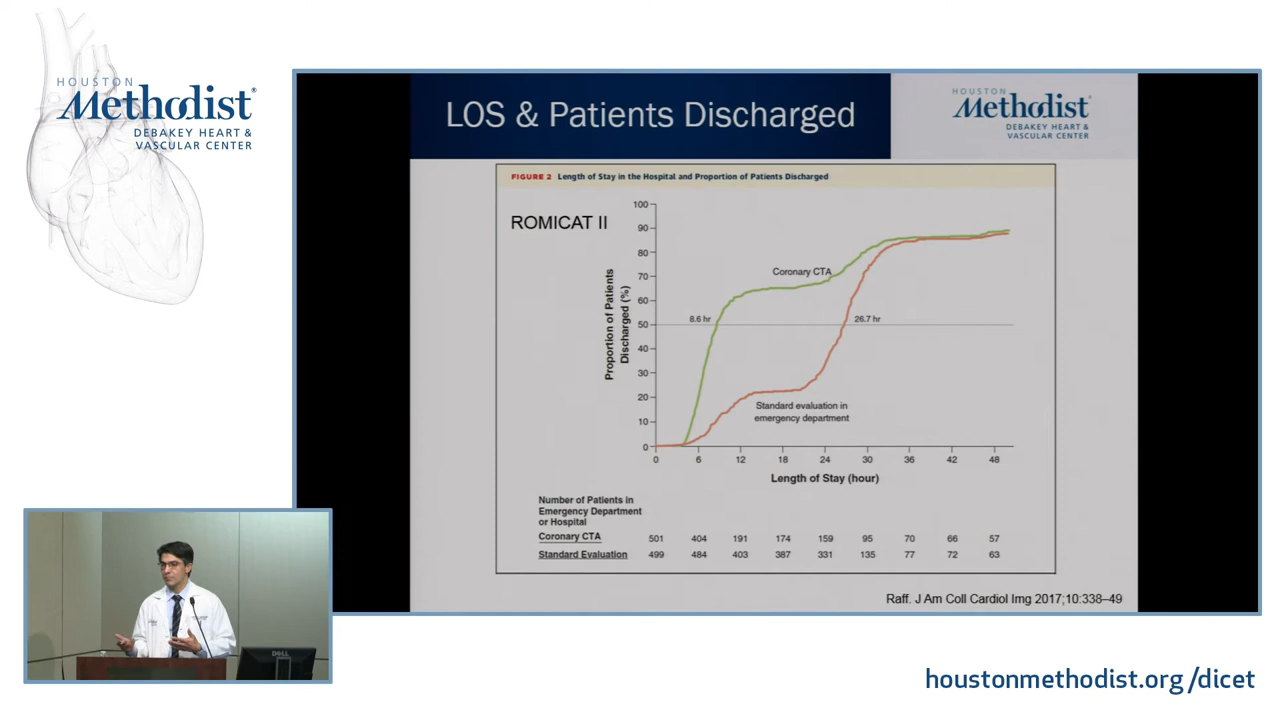 HOUSTON
Methodist®
DEBAKEY HEART &
VASCULAR CENTER
LOS & Patients Discharged
HOUSTON
Methodist
DEBAKEY HEART &
VASCULAR CENTER
FIGURE 2 Length of Stay in the Hospital and Proportion of Patients Discharged
ROMICAT II
Proportion of Patients
Discharged (%)
100
90
80
70
60
50
40
30
20
10
0
Coronary CTA
8.6 hr
26.7 hr
Standard evaluation in
emergency department
0 6 12 18 24 30 36 42 48
Length of Stay (hour)
Number of Patients in
Emergency Department
or Hospital
Coronary CTA 501 404 191 174 159 95 70 66 57
Standard Evaluation 499 484 403 387 331 135 77 72 63
Raff. J Am Coll Cardiol Img 2017;10:338–49
DELL
houstonmethodist.org/dicet